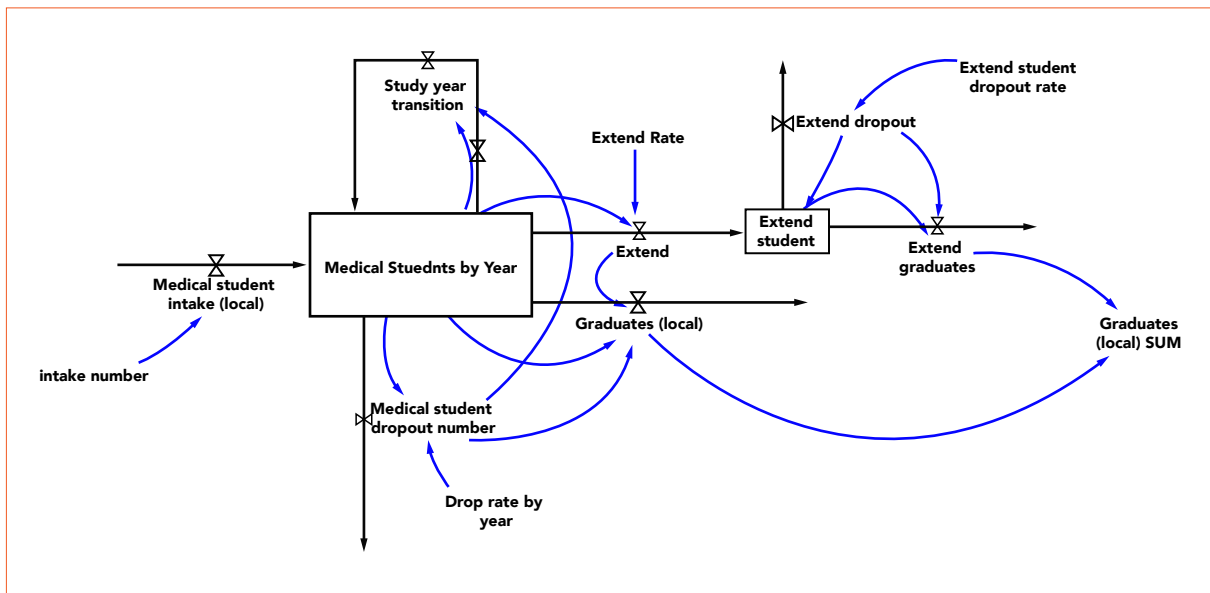 Study year
transition
Extend student
dropout rate
Extend dropout
Extend Rate
Extend
student
Medical Stuednts by Year
Extend
Extend
graduates
Medical student
intake (local)
Graduates (local)
Graduates
(local) SUM
intake number
Medical student
dropout number
Drop rate by
year